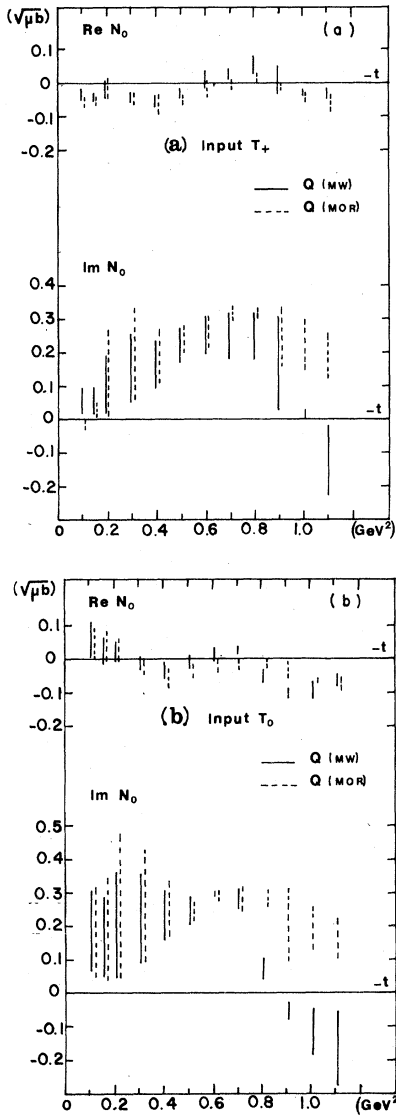 (√μb)
Re N₀
(a)
0.1
0
-t
-0.1
-0.2
(a) Input T₊
Q (MW)
Q (MOR)
Im N₀
0.4
0.3
0.2
0.1
0
-t
-0.1
-0.2
0 0.2 0.4 0.6 0.8 1.0 (GeV²)
(√μb)
Re N₀
(b)
0.1
0
-t
-0.1
-0.2
(b) Input T₀
Q (MW)
Q (MOR)
Im N₀
0.5
0.4
0.3
0.2
0.1
0
-t
-0.1
-0.2
0 0.2 0.4 0.6 0.8 1.0 (GeV²